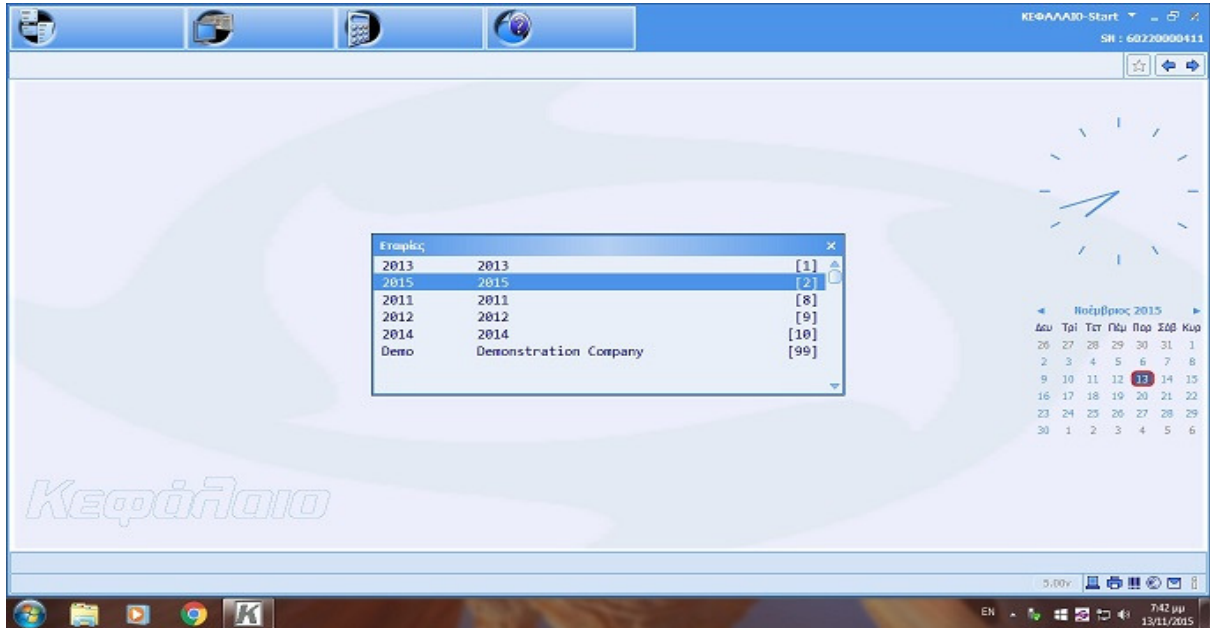 ΚΕΦΑΛΑΙΟ-Start
SN : 60220000411
Εταιρίες
2013 2013 [1]
2015 2015 [2]
2011 2011 [8]
2012 2012 [9]
2014 2014 [10]
Demo Demonstration Company [99]
Νοέμβριος 2015
Δευ Τρί Τετ Πέμ Παρ Σάβ Κυρ
26 27 28 29 30 31 1
2 3 4 5 6 7 8
9 10 11 12 13 14 15
16 17 18 19 20 21 22
23 24 25 26 27 28 29
30 1 2 3 4 5 6
Κεφάλαιο
5.00v
K
EN
7:42 μμ
13/11/2015